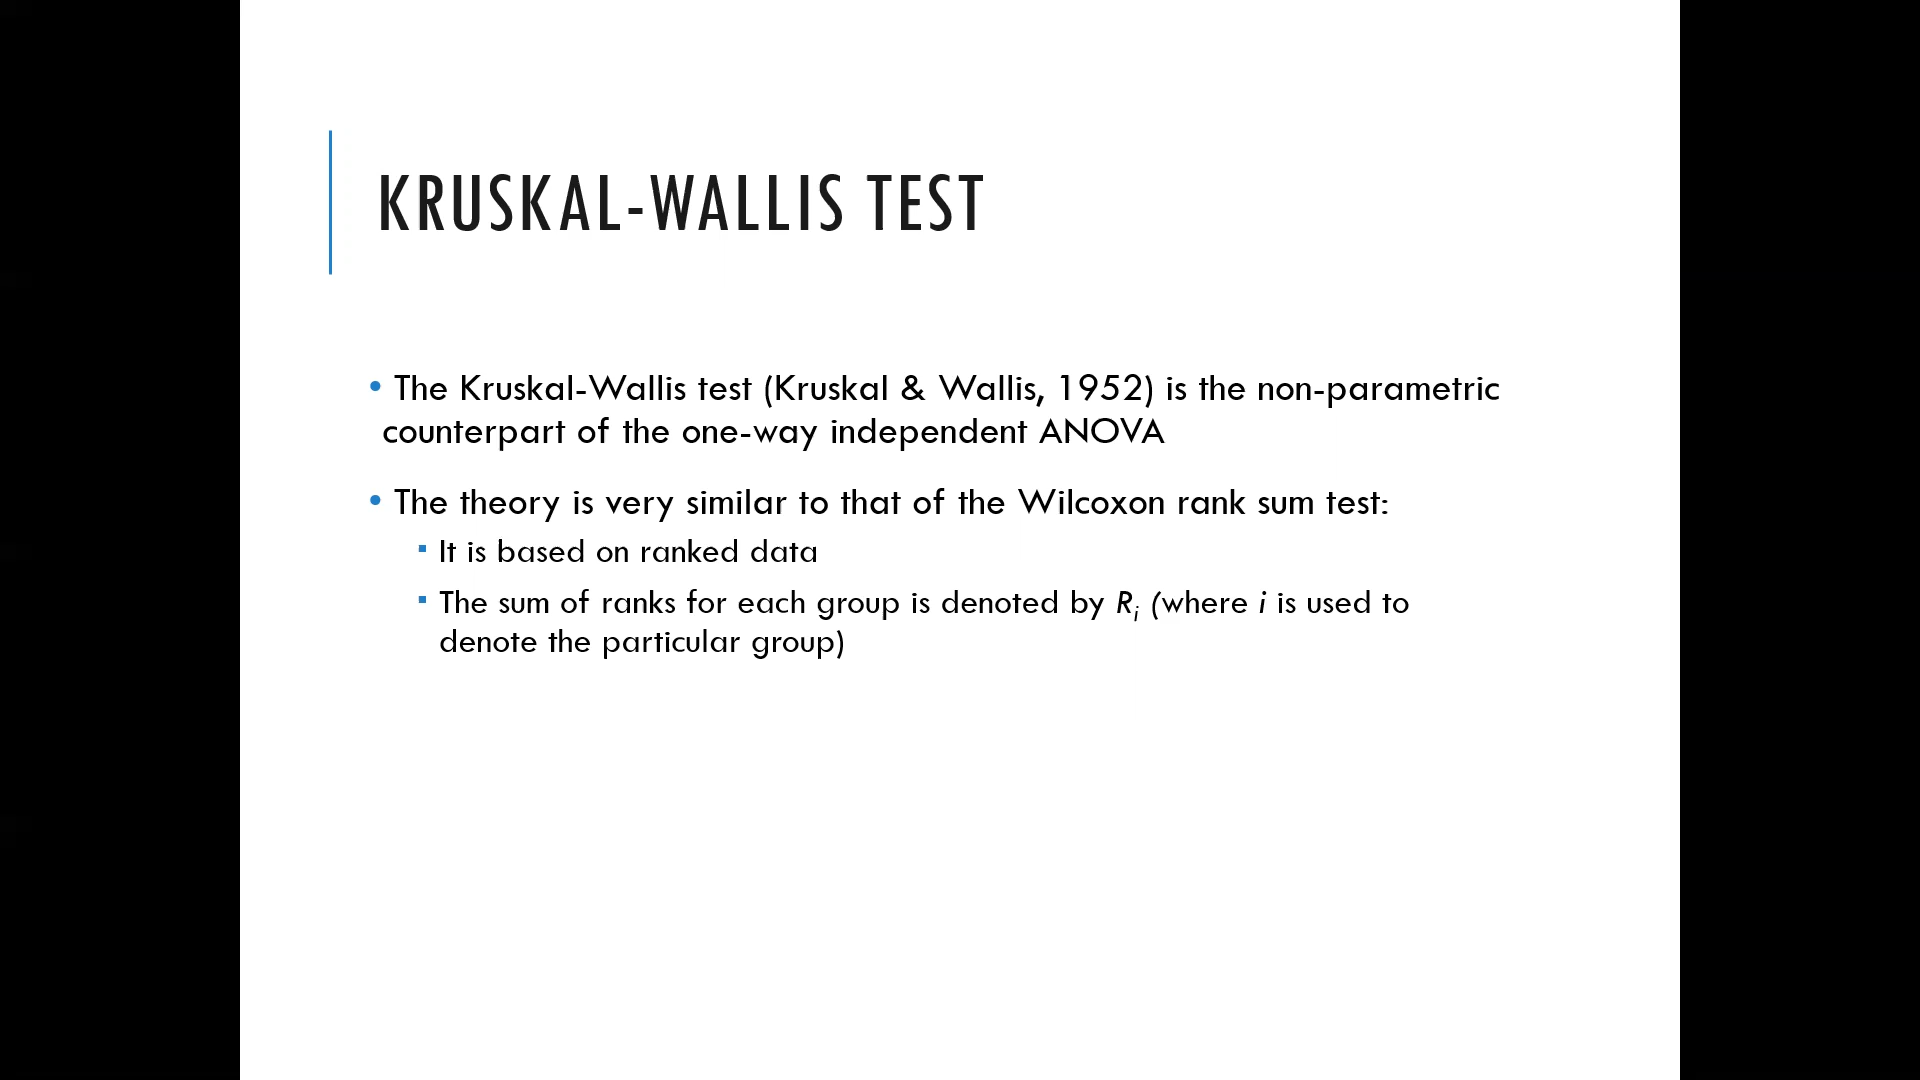 KRUSKAL-WALLIS TEST
• The Kruskal-Wallis test (Kruskal & Wallis, 1952) is the non-parametric
counterpart of the one-way independent ANOVA
• The theory is very similar to that of the Wilcoxon rank sum test:
▪ It is based on ranked data
▪ The sum of ranks for each group is denoted by Ri (where i is used to
denote the particular group)